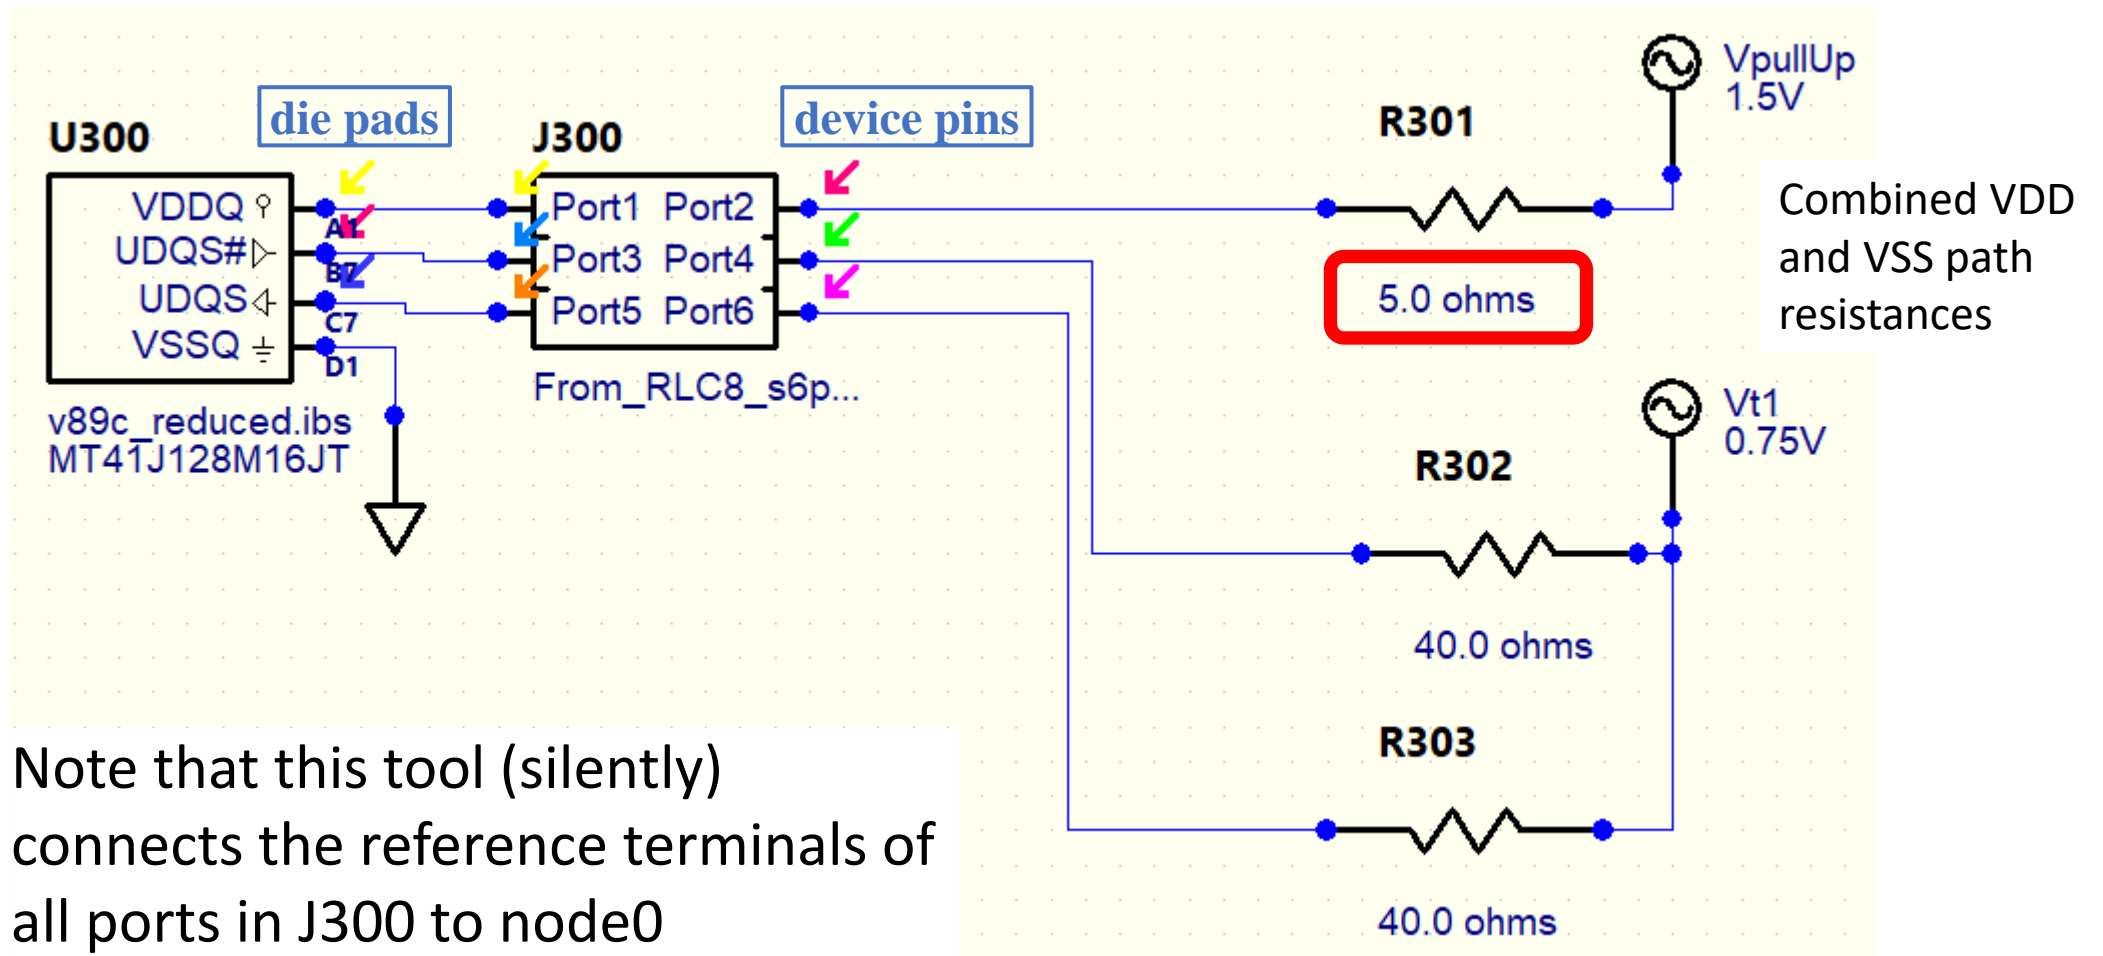 VpullUp
1.5V
die pads
device pins
U300
J300
R301
VDDQ
A1
UDQS#
B7
UDQS
C7
VSSQ
D1
Port1 Port2
Port3 Port4
Port5 Port6
5.0 ohms
Combined VDD
and VSS path
resistances
From_RLC8_s6p...
v89c_reduced.ibs
MT41J128M16JT
Vt1
0.75V
R302
40.0 ohms
R303
40.0 ohms
Note that this tool (silently)
connects the reference terminals of
all ports in J300 to node0